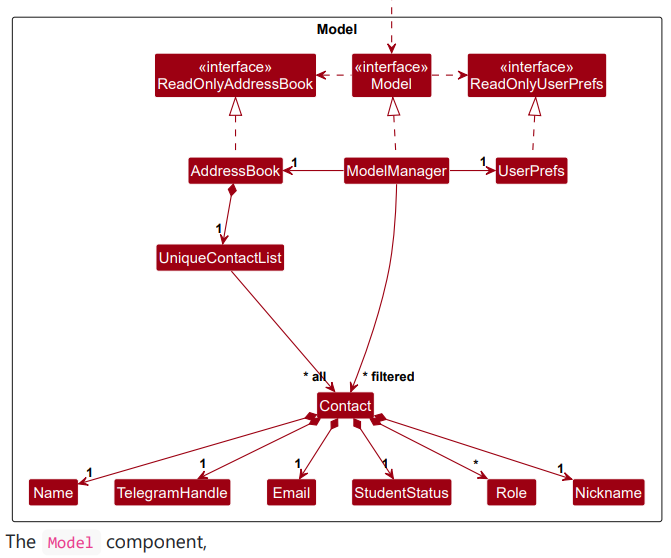 Model
«interface»
ReadOnlyAddressBook
«interface»
Model
«interface»
ReadOnlyUserPrefs
AddressBook
1
ModelManager
1
UserPrefs
1
UniqueContactList
* all
* filtered
Contact
1
1
1
1
*
1
Name
TelegramHandle
Email
StudentStatus
Role
Nickname
The Model component,